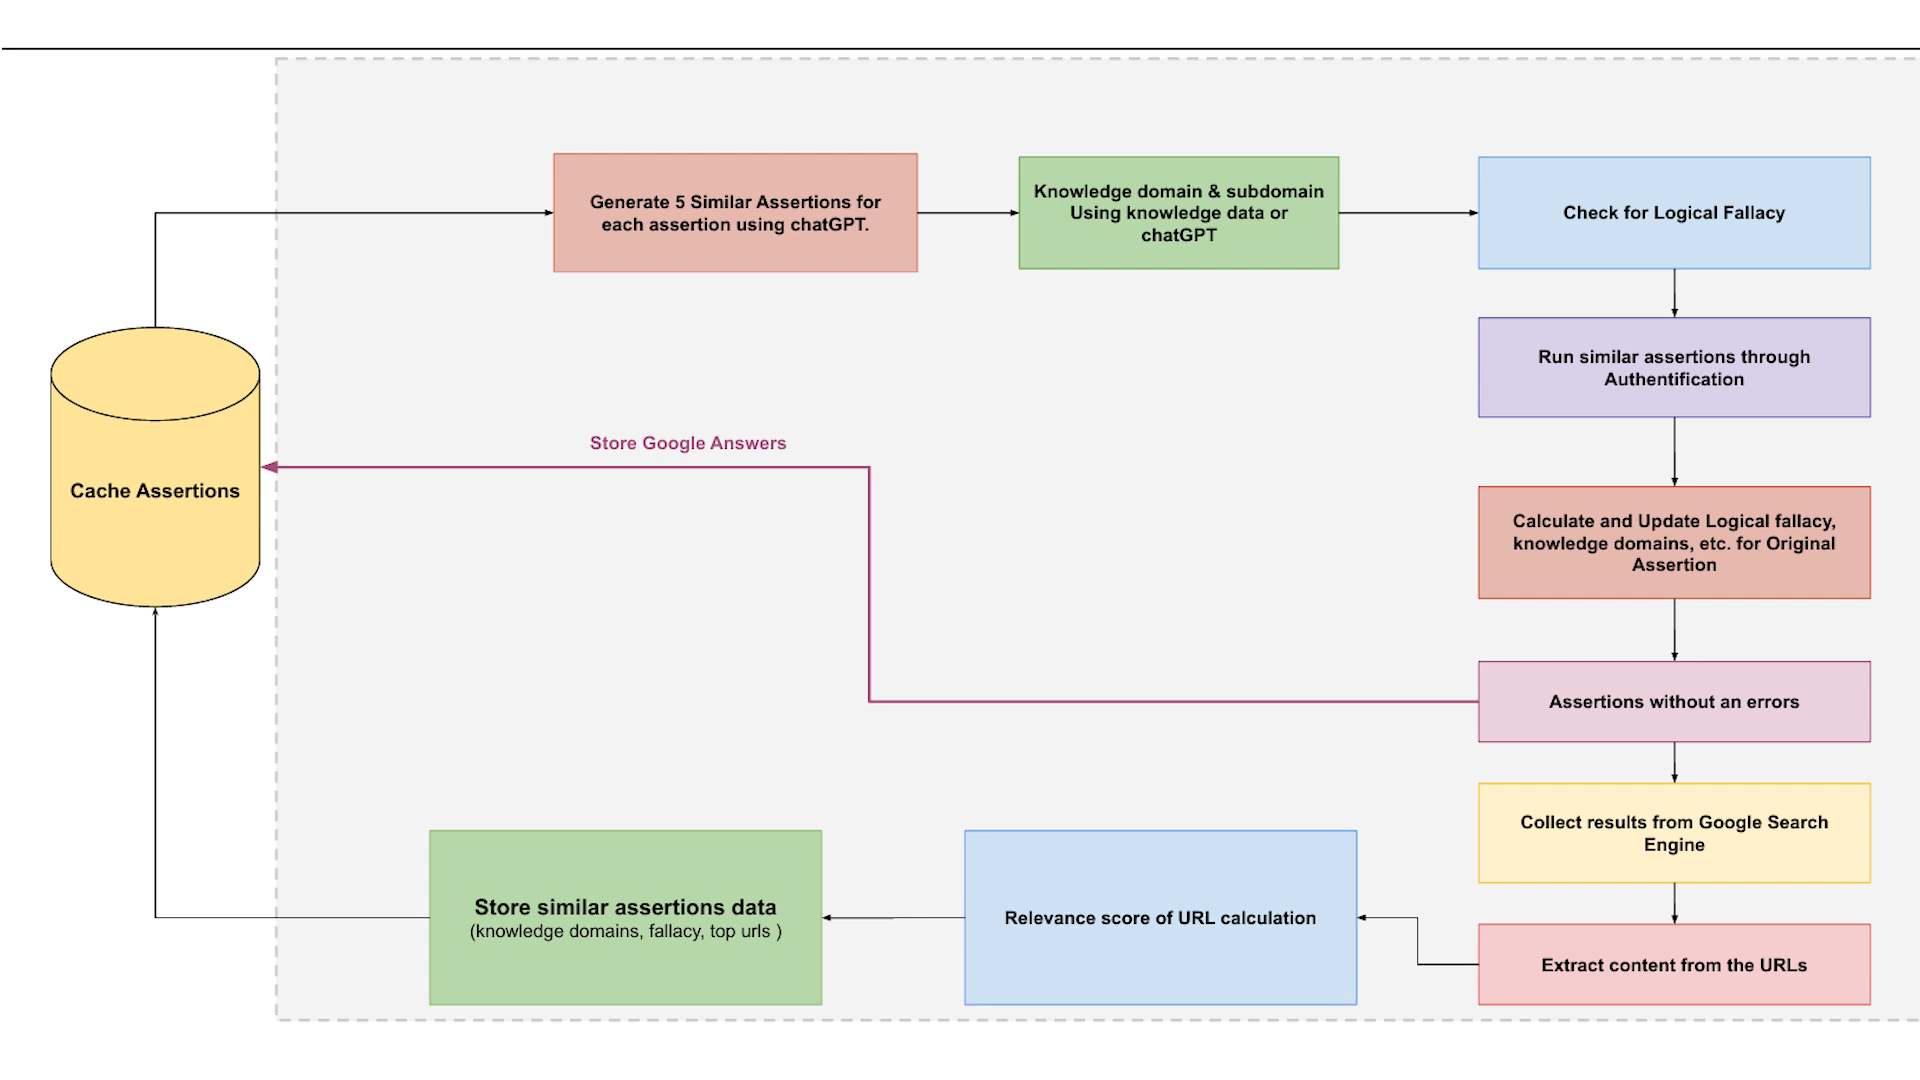 Generate 5 Similar Assertions for
each assertion using chatGPT.
Knowledge domain & subdomain
Using knowledge data or
chatGPT
Check for Logical Fallacy
Run similar assertions through
Authentification
Store Google Answers
Cache Assertions
Calculate and Update Logical fallacy,
knowledge domains, etc. for Original
Assertion
Assertions without an errors
Collect results from Google Search
Engine
Store similar assertions data
(knowledge domains, fallacy, top urls )
Relevance score of URL calculation
Extract content from the URLs